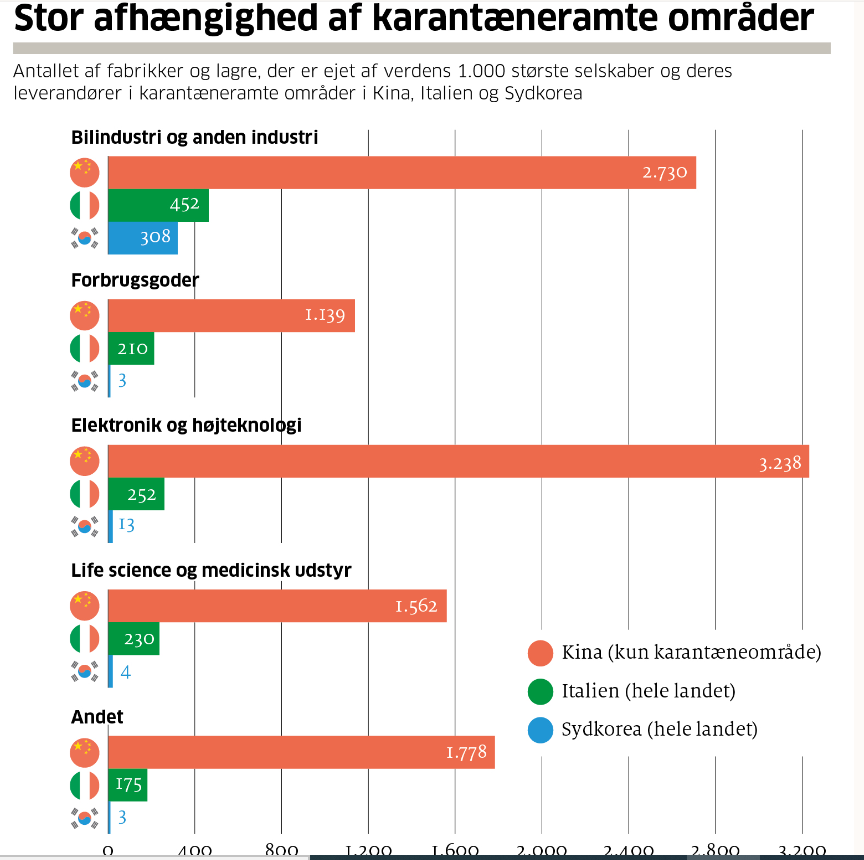 Stor afhængighed af karantæneramte områder
Antallet af fabrikker og lagre, der er ejet af verdens 1.000 største selskaber og deres
leverandører i karantæneramte områder i Kina, Italien og Sydkorea
Bilindustri og anden industri
2.730
452
308
Forbrugsgoder
1.139
210
3
Elektronik og højteknologi
3.238
252
13
Life science og medicinsk udstyr
1.562
230
4
Kina (kun karantæneområde)
Italien (hele landet)
Sydkorea (hele landet)
Andet
1.778
175
3
0 400 800 1.200 1.600 2.000 2.400 2.800 3.200